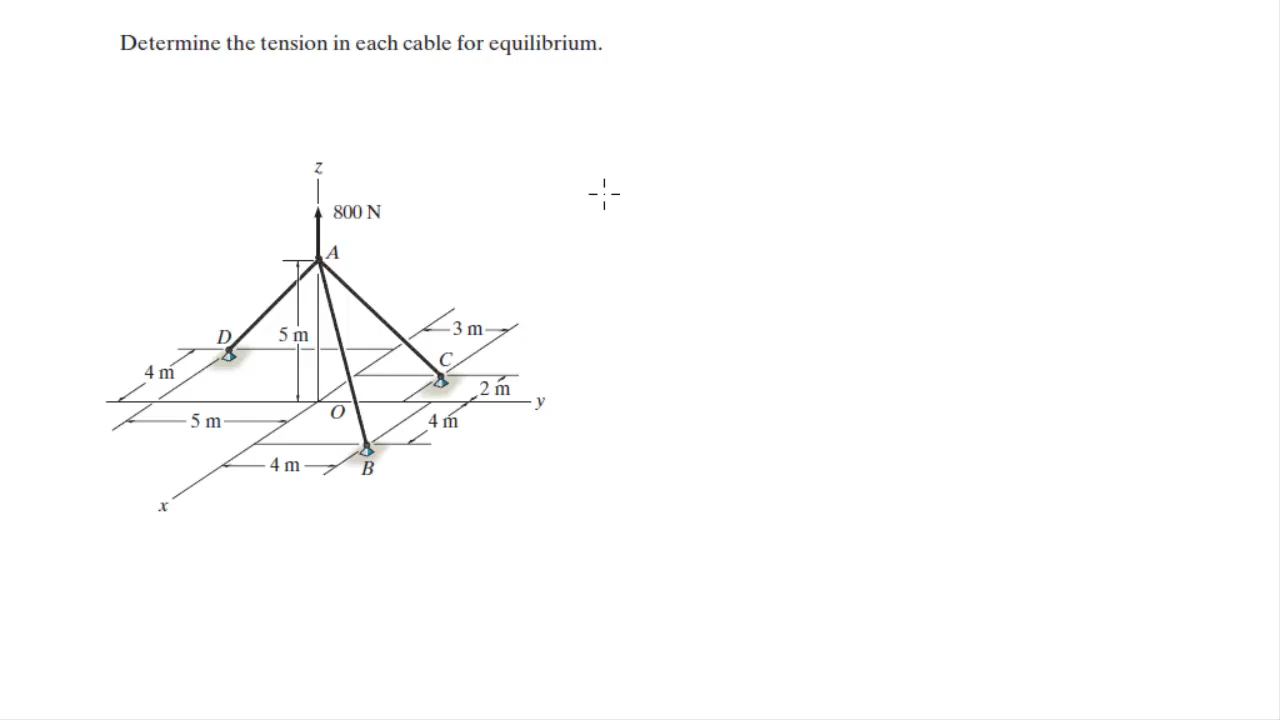 Determine the tension in each cable for equilibrium.
z
800 N
A
3 m
D
5 m
C
4 m
2 m
y
O
5 m
4 m
4 m
B
x